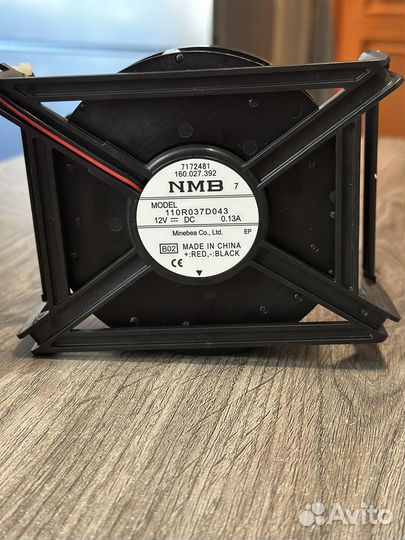 7172481
160.027.392
NMB 7
MODEL
110R037D043
12V ⎓ DC 0.13A
Minebea Co., Ltd. EP
B02 MADE IN CHINA
+:RED,-:BLACK
CE
Avito